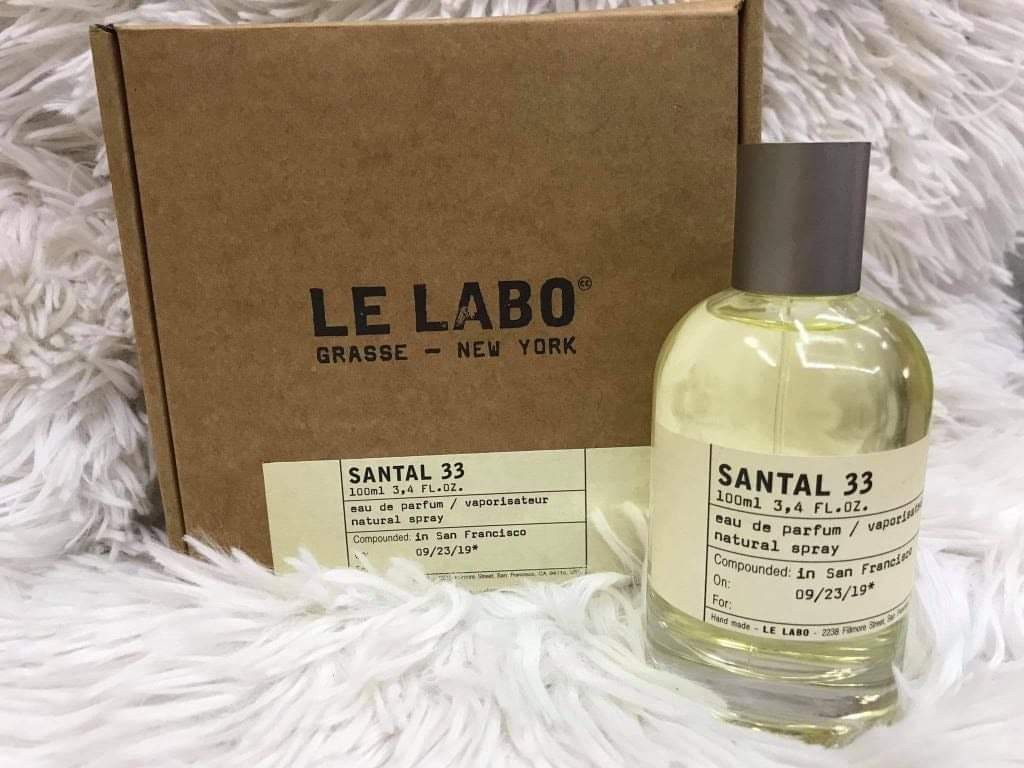 LE LABO
GRASSE — NEW YORK
SANTAL 33
100ml 3,4 FL.OZ.
eau de parfum / vaporisateur
natural spray
Compounded: in San Francisco
09/23/19*
SANTAL 33
100ml 3,4 FL.OZ.
eau de parfum /
natural spray
Compounded: in San Francisco
On: 09/23/19*
For:
Hand made - LE LABO - 2238 Fillmore Street, San